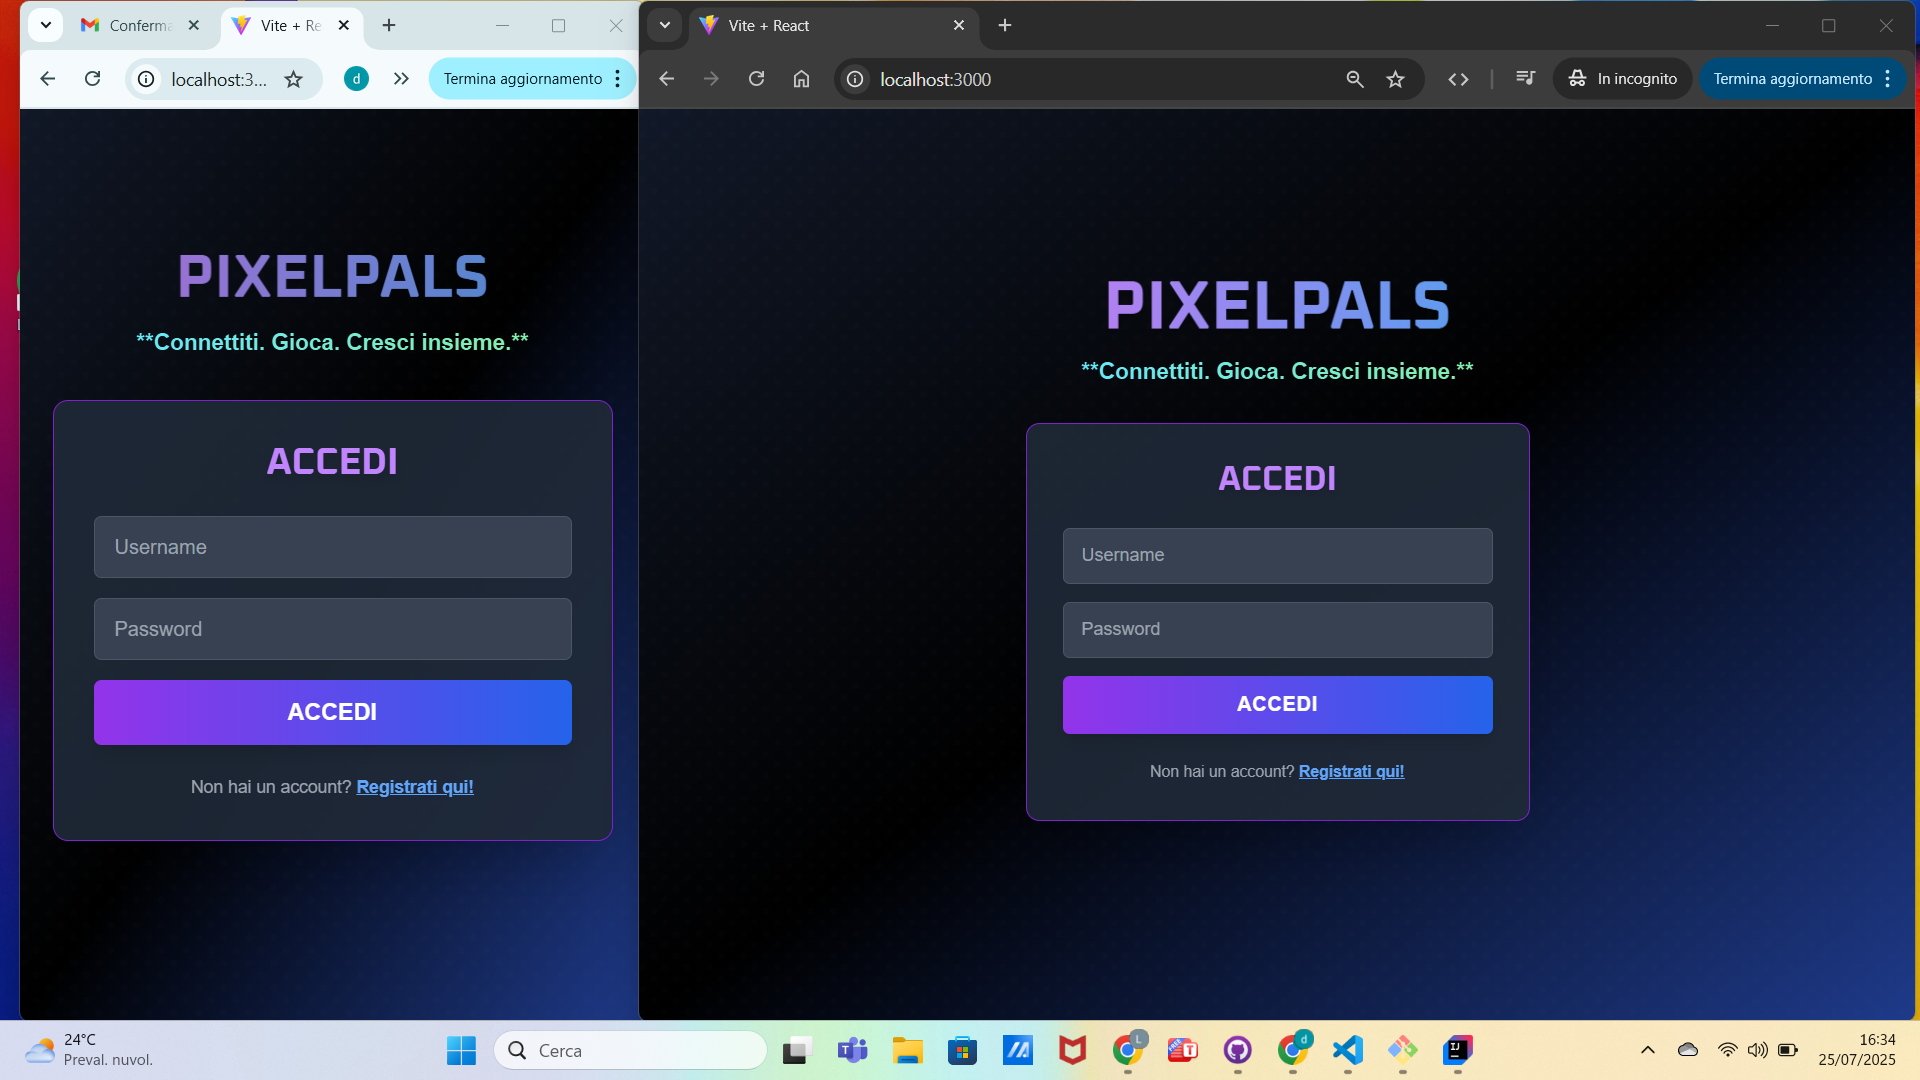 Conferma
Vite + Re
localhost:3...
d
Termina aggiornamento
PIXELPALS
**Connettiti. Gioca. Cresci insieme.**
ACCEDI
Username
Password
ACCEDI
Non hai un account? Registrati qui!
Vite + React
localhost:3000
In incognito
Termina aggiornamento
PIXELPALS
**Connettiti. Gioca. Cresci insieme.**
ACCEDI
Username
Password
ACCEDI
Non hai un account? Registrati qui!
24°C
Preval. nuvol.
Cerca
L
d
16:34
25/07/2025